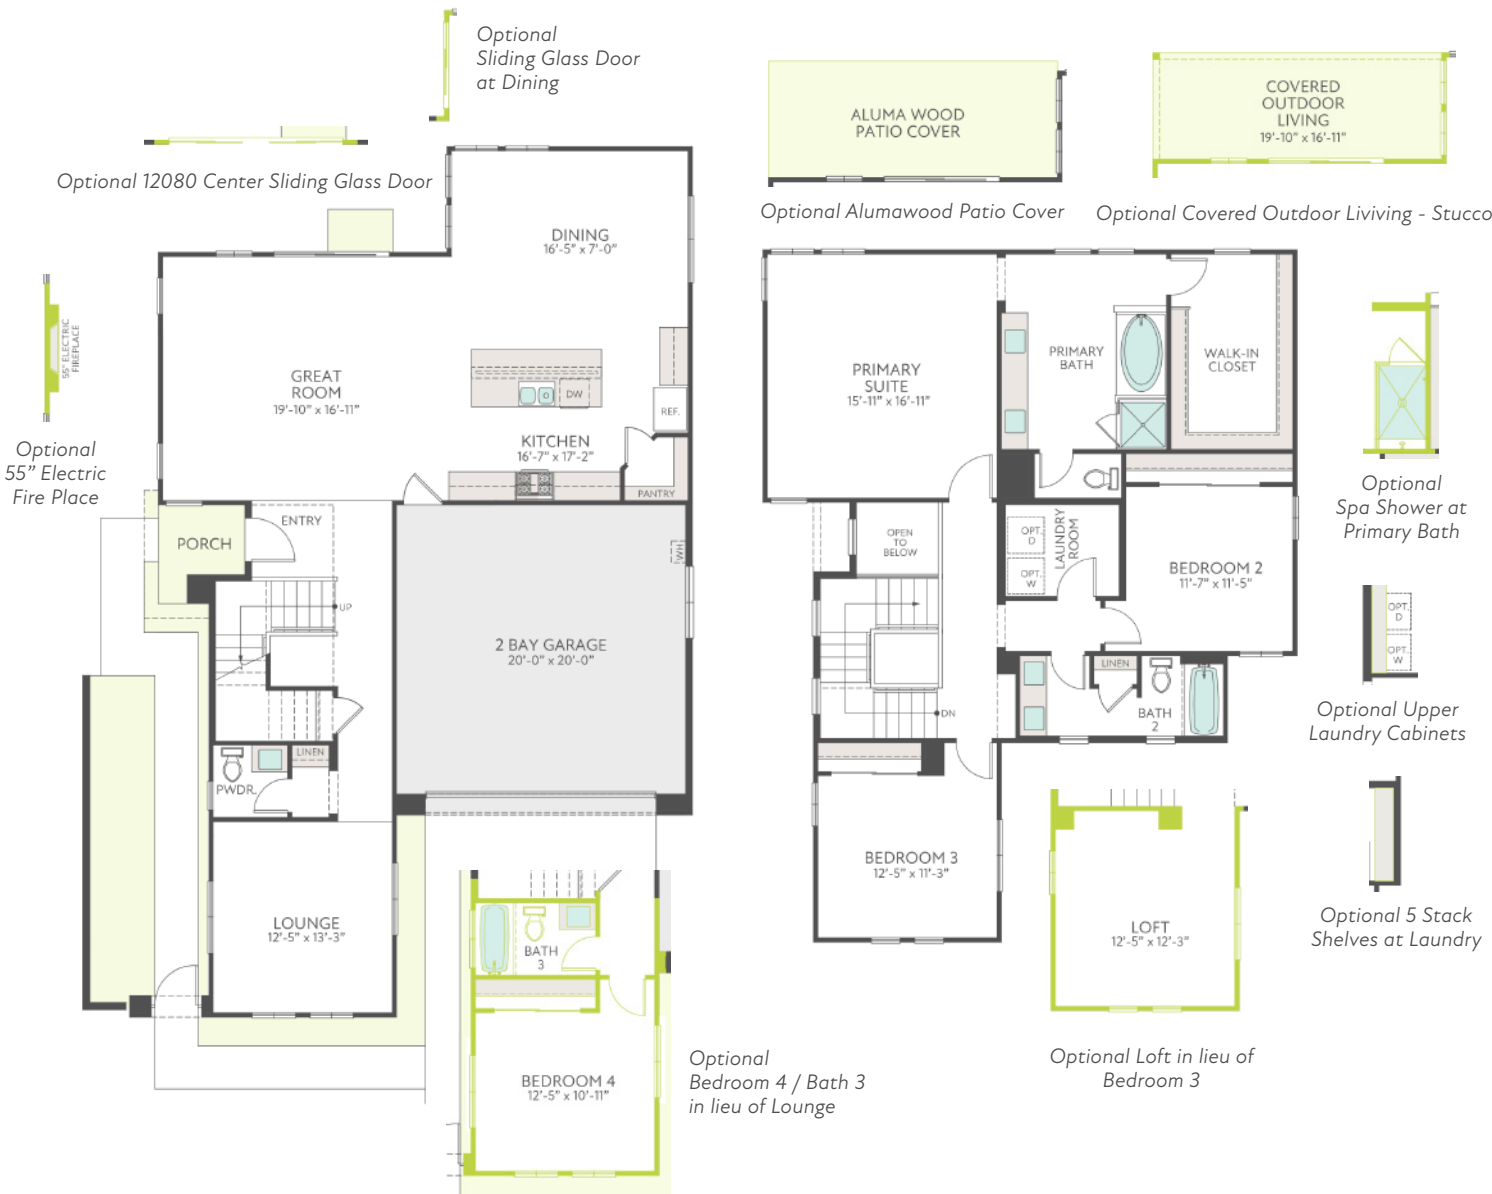 Optional
Sliding Glass Door
at Dining
Optional 12080 Center Sliding Glass Door
ALUMA WOOD
PATIO COVER
Optional Alumawood Patio Cover
COVERED
OUTDOOR
LIVING
19'-10" x 16'-11"
Optional Covered Outdoor Liviving - Stucco
55" ELECTRIC
FIREPLACE
Optional
55” Electric
Fire Place
DINING
16'-5" x 7'-0"
GREAT
ROOM
19'-10" x 16'-11"
DW
REF.
KITCHEN
16'-7" x 17'-2"
PANTRY
ENTRY
PORCH
UP
WH
2 BAY GARAGE
20'-0" x 20'-0"
LINEN
PWDR.
LOUNGE
12'-5" x 13'-3"
BATH
3
BEDROOM 4
12'-5" x 10'-11"
Optional
Bedroom 4 / Bath 3
in lieu of Lounge
PRIMARY
SUITE
15'-11" x 16'-11"
PRIMARY
BATH
WALK-IN
CLOSET
OPEN
TO
BELOW
OPT.
D
OPT.
W
LAUNDRY
ROOM
BEDROOM 2
11'-7" x 11'-5"
LINEN
BATH
2
DN
BEDROOM 3
12'-5" x 11'-3"
LOFT
12'-5" x 12'-3"
Optional Loft in lieu of
Bedroom 3
Optional
Spa Shower at
Primary Bath
OPT.
D
OPT.
W
Optional Upper
Laundry Cabinets
Optional 5 Stack
Shelves at Laundry